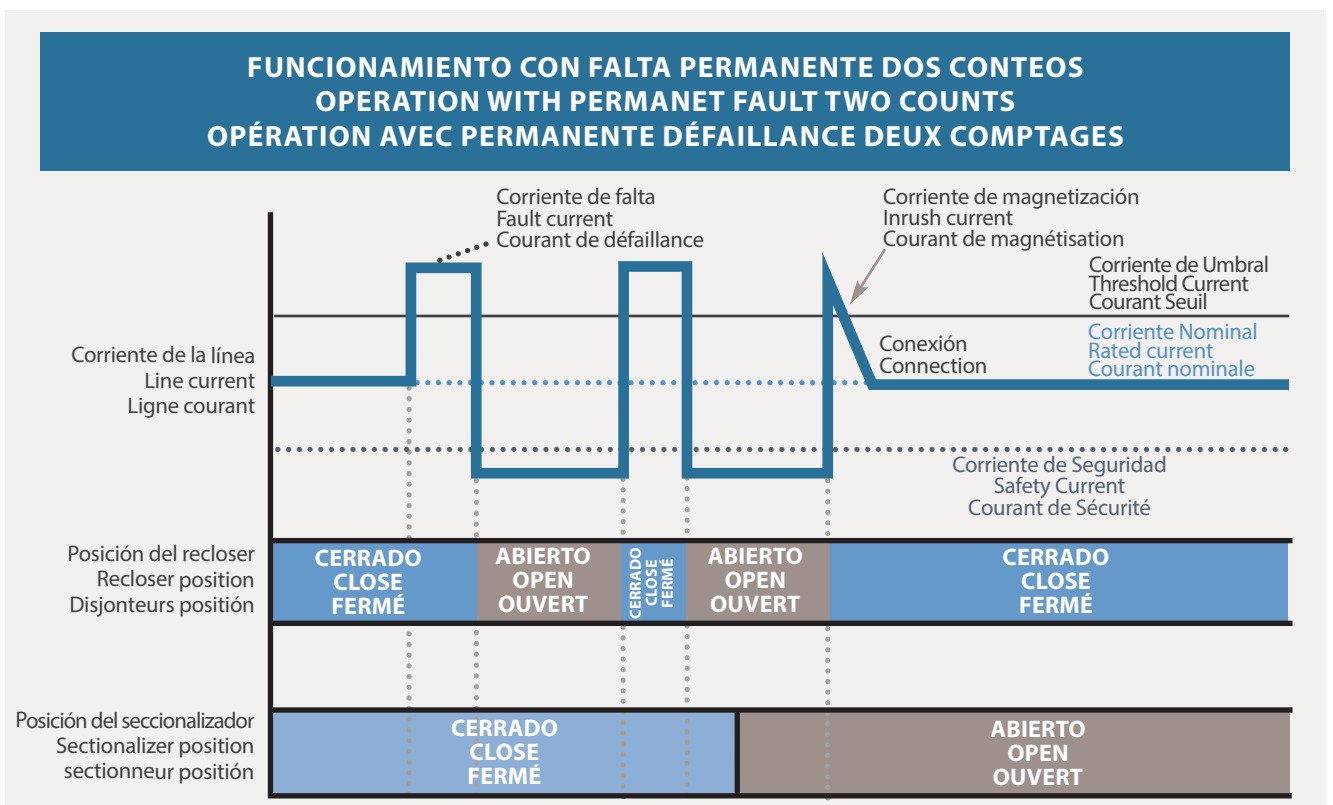 FUNCIONAMIENTO CON FALTA PERMANENTE DOS CONTEOS
OPERATION WITH PERMANET FAULT TWO COUNTS
OPÉRATION AVEC PERMANENTE DÉFAILLANCE DEUX COMPTAGES
Corriente de falta
Fault current
Courant de défaillance
Corriente de magnetización
Inrush current
Courant de magnétisation
Corriente de Umbral
Threshold Current
Courant Seuil
Corriente de la línea
Line current
Ligne courant
Conexión
Connection
Corriente Nominal
Rated current
Courant nominale
Corriente de Seguridad
Safety Current
Courant de Sécurité
Posición del recloser
Recloser position
Disjonteurs positión
CERRADO
CLOSE
FERMÉ
ABIERTO
OPEN
OUVERT
CERRADO
CLOSE
FERMÉ
ABIERTO
OPEN
OUVERT
CERRADO
CLOSE
FERMÉ
Posición del seccionalizador
Sectionalizer position
sectionneur positión
CERRADO
CLOSE
FERMÉ
ABIERTO
OPEN
OUVERT